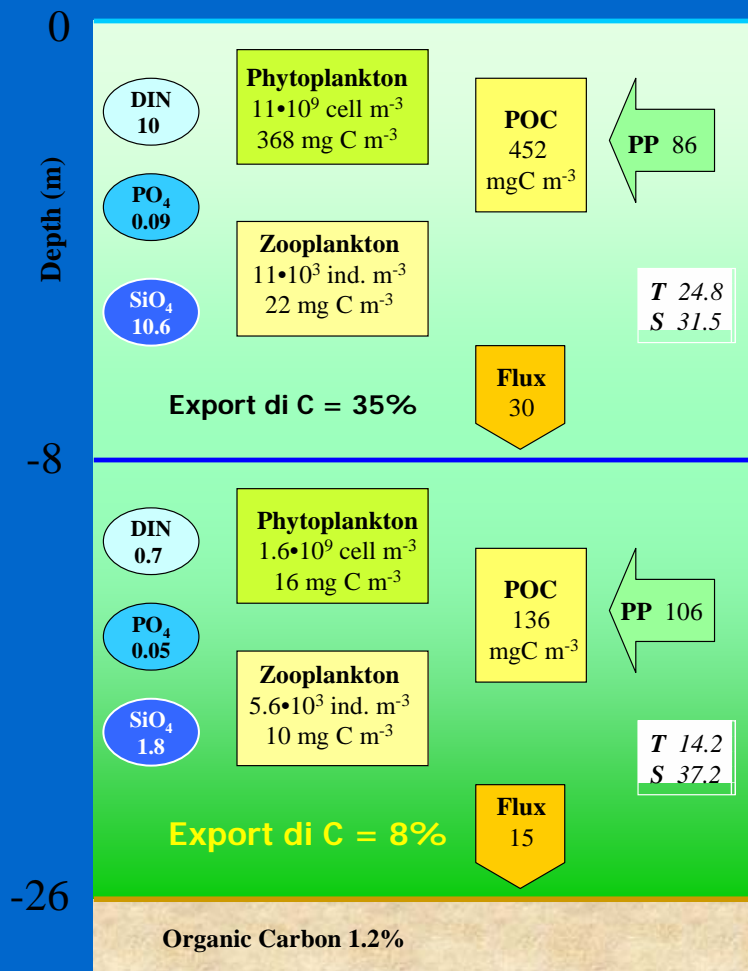 0
Depth (m)
DIN
10
PO₄
0.09
SiO₄
10.6
Phytoplankton
11•10⁹ cell m⁻³
368 mg C m⁻³
Zooplankton
11•10³ ind. m⁻³
22 mg C m⁻³
POC
452
mgC m⁻³
PP 86
T 24.8
S 31.5
Export di C = 35%
Flux
30
-8
DIN
0.7
PO₄
0.05
SiO₄
1.8
Phytoplankton
1.6•10⁹ cell m⁻³
16 mg C m⁻³
Zooplankton
5.6•10³ ind. m⁻³
10 mg C m⁻³
POC
136
mgC m⁻³
PP 106
T 14.2
S 37.2
Export di C = 8%
Flux
15
-26
Organic Carbon 1.2%